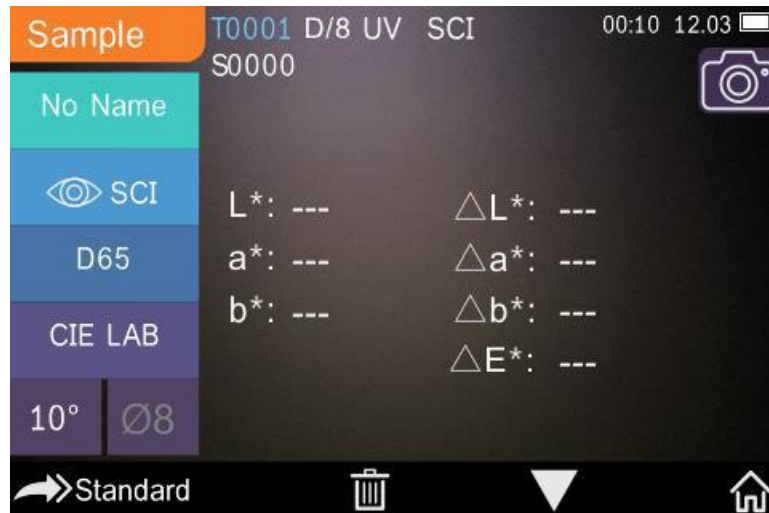 Sample
T0001 D/8 UV SCI
00:10 12.03
S0000
No Name
SCI
D65
CIE LAB
10° Ø8
L*: ---
a*: ---
b*: ---
△L*: ---
△a*: ---
△b*: ---
△E*: ---
Standard